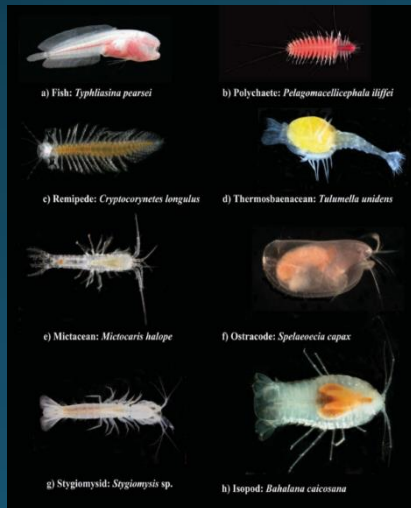 a) Fish: Typhliasina pearsei
b) Polychaete: Pelagomacellicephala iliffei
c) Remipede: Cryptocorynetes longulus
d) Thermosbaenacean: Tulumella unidens
e) Mictacean: Mictocaris halope
f) Ostracode: Spelaeoecia capax
g) Stygiomysid: Stygiomysis sp.
h) Isopod: Bahalana caicosana